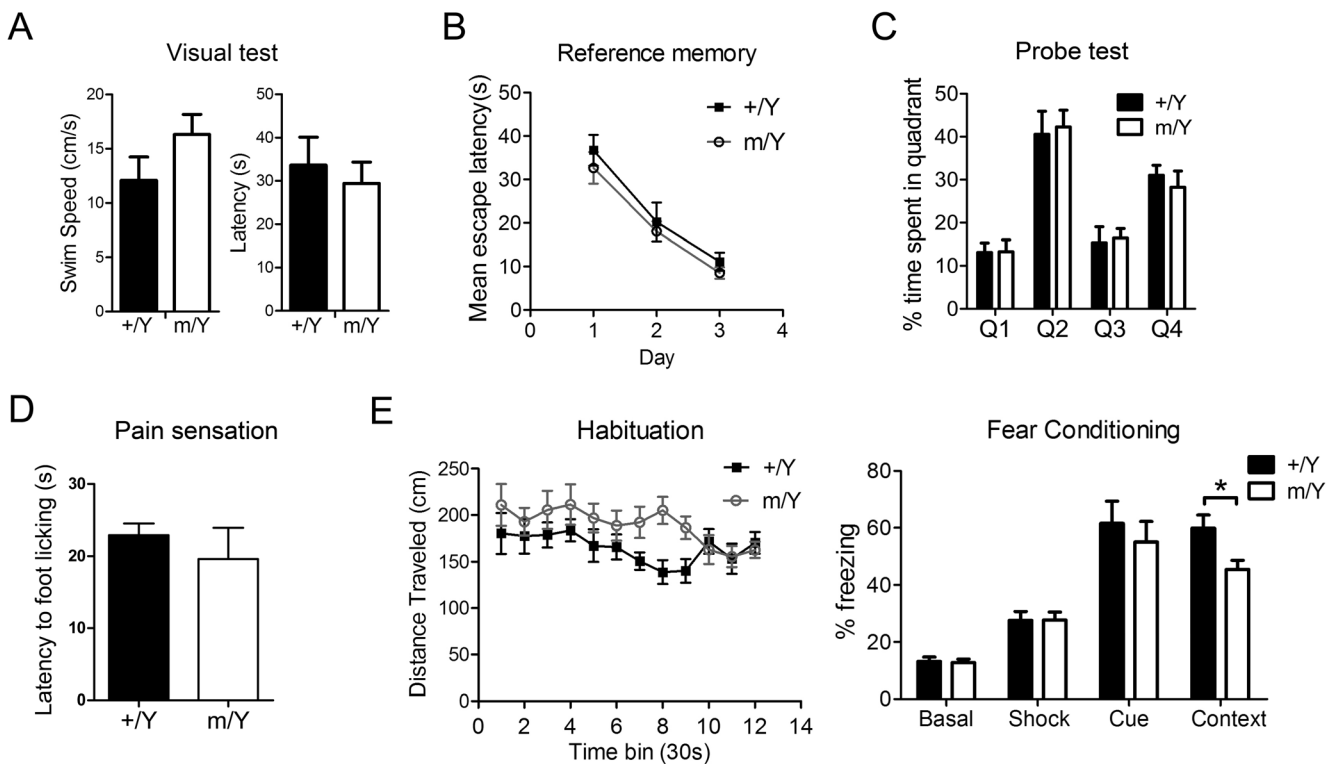 A
Visual test
Swim Speed (cm/s)
20
15
10
5
0
+/Y
m/Y
Latency (s)
50
40
30
20
10
0
+/Y
m/Y
B
Reference memory
Mean escape latency(s)
50
40
30
20
10
0
0
1
2
3
4
Day
+/Y
m/Y
C
Probe test
% time spent in quadrant
50
40
30
20
10
0
Q1
Q2
Q3
Q4
+/Y
m/Y
D
Pain sensation
Latency to foot licking (s)
30
20
10
0
+/Y
m/Y
E
Habituation
Distance Traveled (cm)
250
200
150
100
50
0
0
2
4
6
8
10
12
14
Time bin (30s)
+/Y
m/Y
Fear Conditioning
% freezing
80
60
40
20
0
Basal
Shock
Cue
Context
*
+/Y
m/Y